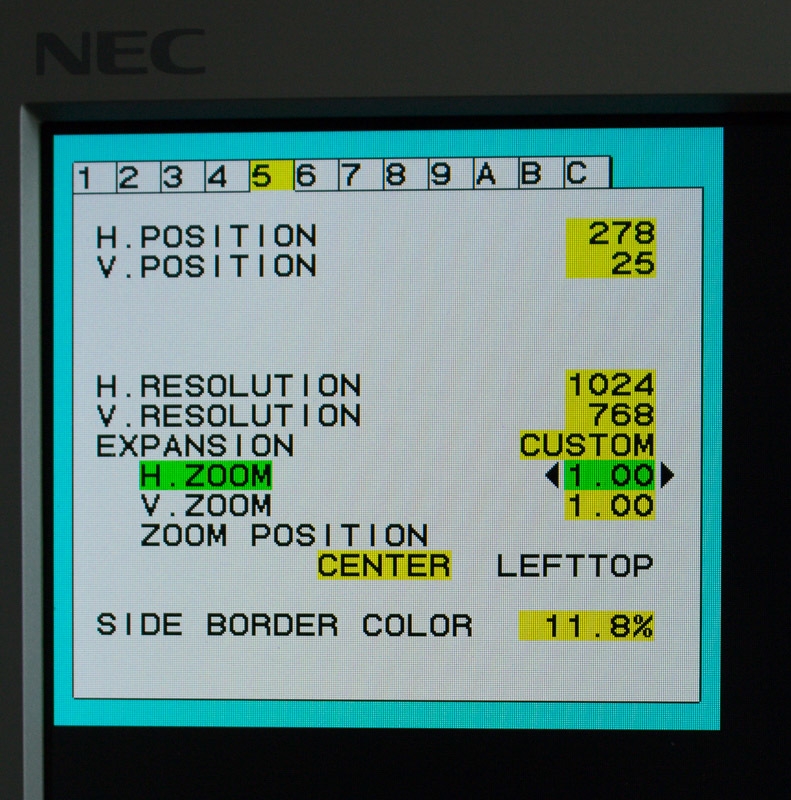 NEC
1 2 3 4 5 6 7 8 9 A B C
H.POSITION 278
V.POSITION 25
H.RESOLUTION 1024
V.RESOLUTION 768
EXPANSION CUSTOM
H.ZOOM 1.00
V.ZOOM 1.00
ZOOM POSITION
CENTER LEFTTOP
SIDE BORDER COLOR 11.8%